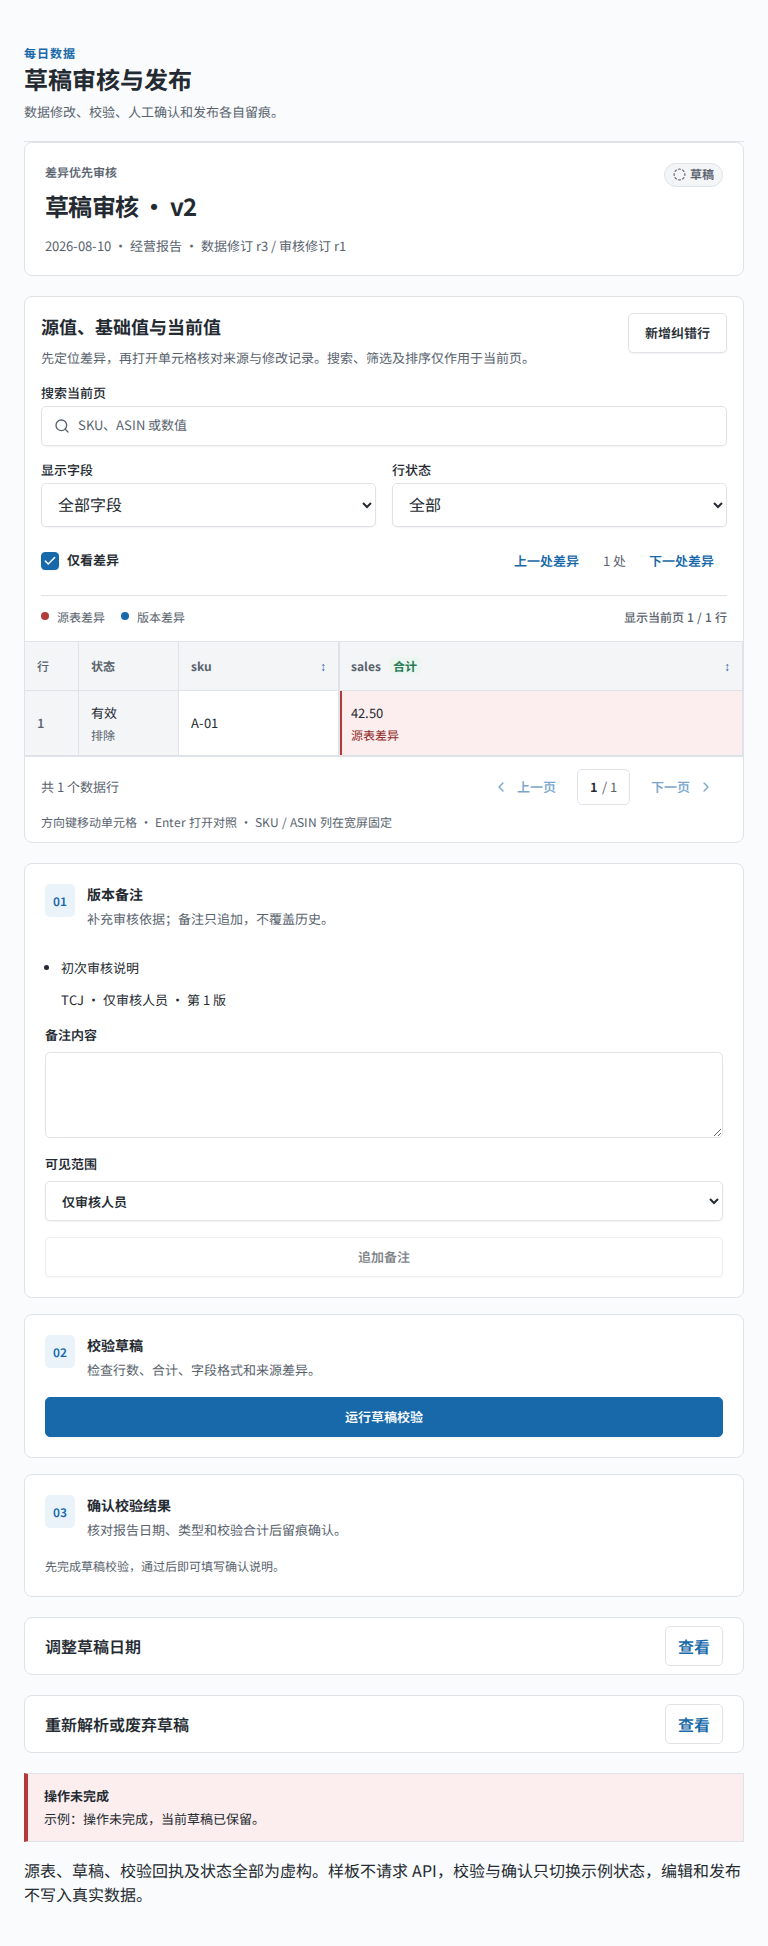 每日数据
草稿审核与发布
数据修改、校验、人工确认和发布各自留痕。
差异优先审核
草稿
草稿审核 • v2
2026-08-10 • 经营报告 • 数据修订 r3 / 审核修订 r1
源值、基础值与当前值
新增纠错行
先定位差异，再打开单元格核对来源与修改记录。搜索、筛选及排序仅作用于当前页。
搜索当前页
SKU、ASIN 或数值
显示字段 行状态
全部字段 全部
仅看差异 上一处差异 1 处 下一处差异
源表差异 版本差异 显示当前页 1 / 1 行
行 状态 sku ↕ sales 合计 ↕
1 有效 A-01 42.50
排除 源表差异
共 1 个数据行 上一页 1 / 1 下一页
方向键移动单元格 • Enter 打开对照 • SKU / ASIN 列在宽屏固定
01 版本备注
补充审核依据；备注只追加，不覆盖历史。
• 初次审核说明
TCJ • 仅审核人员 • 第 1 版
备注内容
可见范围
仅审核人员
追加备注
02 校验草稿
检查行数、合计、字段格式和来源差异。
运行草稿校验
03 确认校验结果
核对报告日期、类型和校验合计后留痕确认。
先完成草稿校验，通过后即可填写确认说明。
调整草稿日期 查看
重新解析或废弃草稿 查看
操作未完成
示例：操作未完成，当前草稿已保留。
源表、草稿、校验回执及状态全部为虚构。样板不请求 API，校验与确认只切换示例状态，编辑和发布
不写入真实数据。